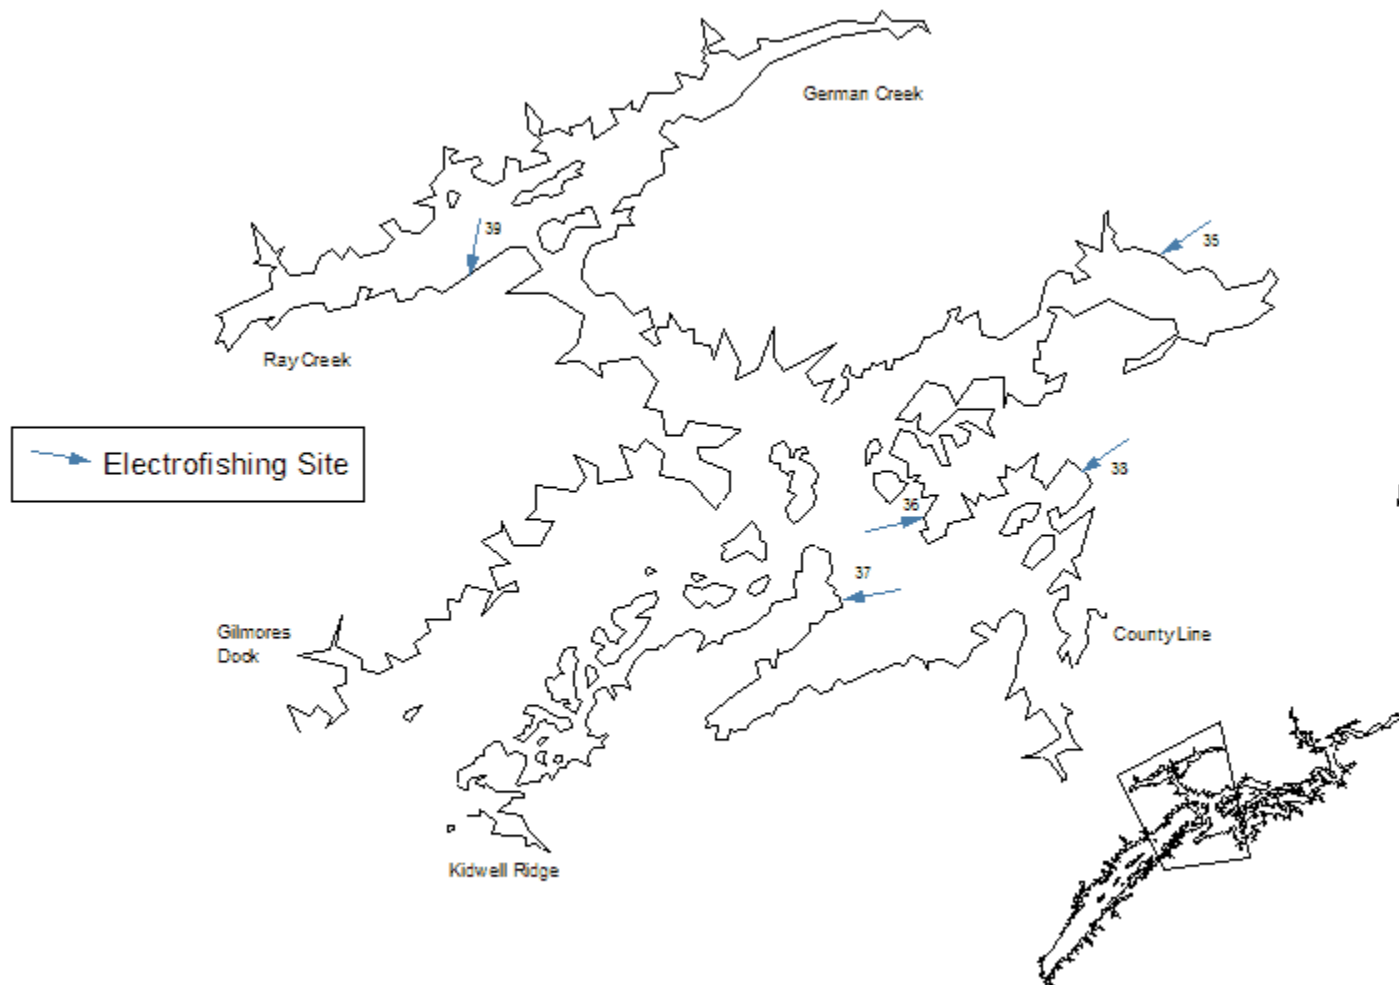 German Creek
39
35
Ray Creek
Electrofishing Site
38
36
37
Gilmores
Dock
County Line
Kidwell Ridge